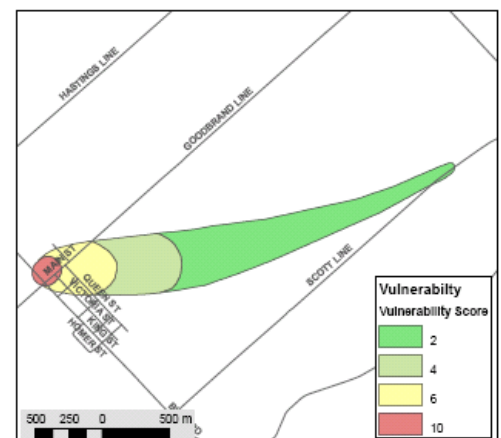 HASTINGS LINE
GOODBRAND LINE
MAIN ST
QUEEN ST
VICTORIA ST
KING ST
HOMER ST
SCOTT LINE
Vulnerabilty
Vulnerability Score
2
4
6
10
500 250 0 500 m